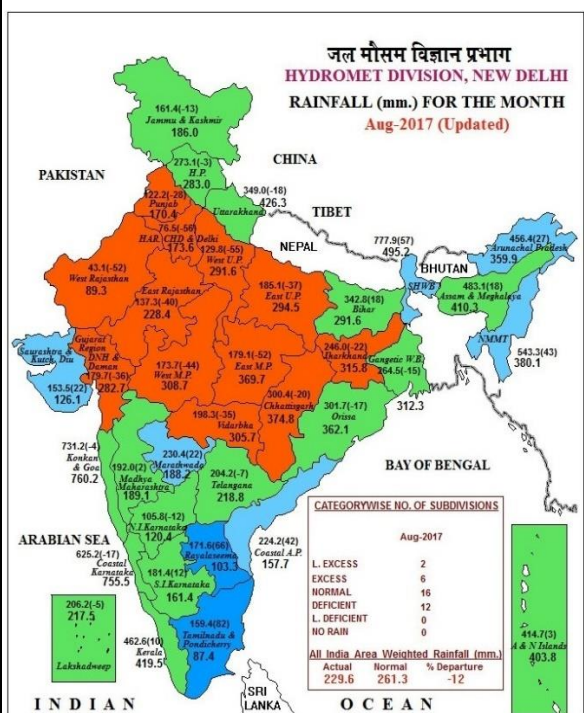 जल मौसम विज्ञान प्रभाग
HYDROMET DIVISION, NEW DELHI
RAINFALL (mm.) FOR THE MONTH
Aug-2017 (Updated)
161.4(-13)
Jammu & Kashmir
186.0
CHINA
273.1(-3)
H.P.
283.0
PAKISTAN
122.2(-28)
Punjab
170.4
349.0(-18)
426.3
Uttarakhand
TIBET
76.5(-56)
HAR. CHD & Delhi
173.6
129.8(-55)
West U.P.
291.6
NEPAL
777.9(57)
495.2
456.4(27)
Arunachal Pradesh
359.9
BHUTAN
43.1(-52)
West Rajasthan
89.3
East Rajasthan
137.3(-40)
228.4
185.1(-37)
East U.P.
294.5
342.8(18)
Bihar
291.6
SHWB
483.1(18)
Assam & Meghalaya
410.3
NMMT
543.3(43)
380.1
Saurashtra &
Kutch, Diu
153.5(22)
126.1
Gujarat
Region
DNH &
Daman
179.7(-36)
282.7
173.7(-44)
West M.P.
308.7
179.1(-52)
East M.P.
369.7
246.0(-22)
Jharkhand
315.8
Gangetic W.B.
264.5(-15)
312.3
300.4(-20)
Chhattisgarh
374.8
198.3(-35)
Vidarbha
305.7
301.7(-17)
Orissa
362.1
731.2(-4)
Konkan
& Goa
760.2
192.0(2)
Madhya
Maharashtra
189.1
230.4(22)
Marathwada
188.2
204.2(-7)
Telangana
218.8
BAY OF BENGAL
105.8(-12)
N.I.Karnataka
120.4
ARABIAN SEA
625.2(-17)
Coastal
Karnataka
755.5
171.6(66)
Rayalaseema
103.3
224.2(42)
Coastal A.P.
157.7
181.4(12)
S.I.Karnataka
161.4
159.4(82)
Tamilnadu &
Pondicherry
87.4
462.6(10)
Kerala
419.5
206.2(-5)
217.5
Lakshadweep
414.7(3)
A & N Islands
403.8
CATEGORYWISE NO. OF SUBDIVISIONS
Aug-2017
L. EXCESS 2
EXCESS 6
NORMAL 16
DEFICIENT 12
L. DEFICIENT 0
NO RAIN 0
All India Area Weighted Rainfall (mm.)
Actual Normal % Departure
229.6 261.3 -12
SRI
LANKA
INDIAN OCEAN